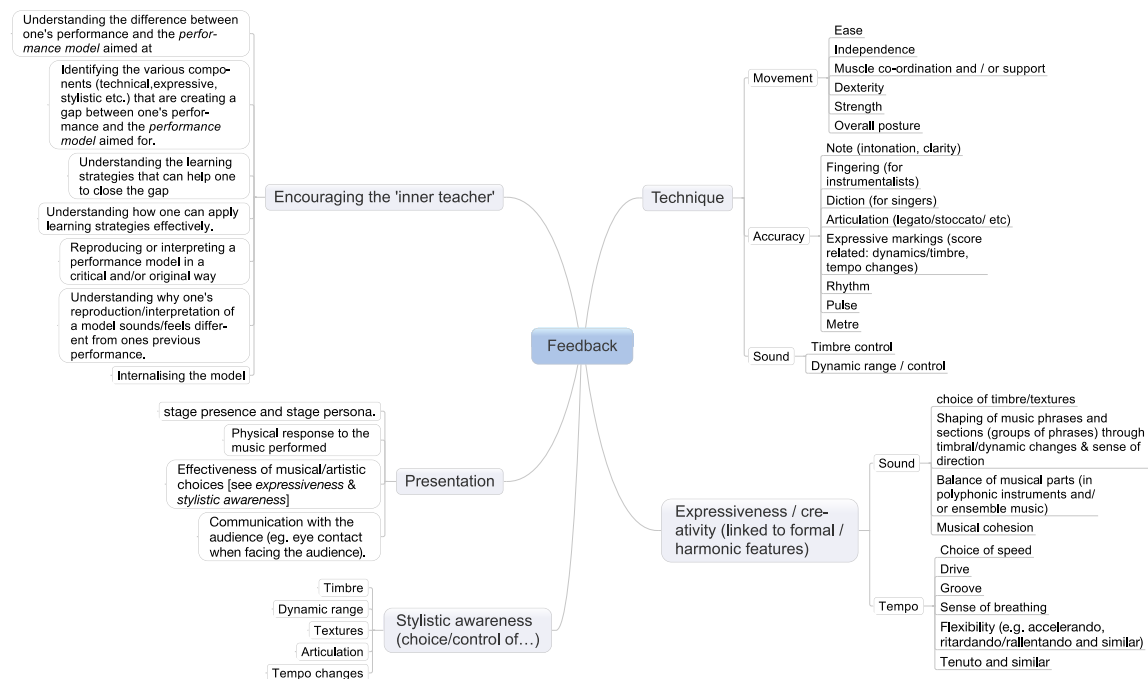 Understanding the difference between
one's performance and the perfor-
mance model aimed at
Identifying the various compo-
nents (technical,expressive,
stylistic etc.) that are creating a
gap between one's perfor-
mance and the performance
model aimed for.
Understanding the learning
strategies that can help one
to close the gap
Understanding how one can apply
learning strategies effectively.
Reproducing or interpreting a
performance model in a
critical and/or original way
Understanding why one's
reproduction/interpretation of
a model sounds/feels differ-
ent from ones previous
performance.
Internalising the model
Encouraging the 'inner teacher'
stage presence and stage persona.
Physical response to the
music performed
Effectiveness of musical/artistic
choices [see expressiveness &
stylistic awareness]
Communication with the
audience (eg. eye contact
when facing the audience).
Presentation
Timbre
Dynamic range
Textures
Articulation
Tempo changes
Stylistic awareness
(choice/control of…)
Feedback
Technique
Movement
Ease
Independence
Muscle co-ordination and / or support
Dexterity
Strength
Overall posture
Accuracy
Note (intonation, clarity)
Fingering (for
instrumentalists)
Diction (for singers)
Articulation (legato/stoccato/ etc)
Expressive markings (score
related: dynamics/timbre,
tempo changes)
Rhythm
Pulse
Metre
Sound
Timbre control
Dynamic range / control
Expressiveness / cre-
ativity (linked to formal /
harmonic features)
Sound
choice of timbre/textures
Shaping of music phrases and
sections (groups of phrases) through
timbral/dynamic changes & sense of
direction
Balance of musical parts (in
polyphonic instruments and/
or ensemble music)
Musical cohesion
Tempo
Choice of speed
Drive
Groove
Sense of breathing
Flexibility (e.g. accelerando,
ritardando/rallentando and similar)
Tenuto and similar